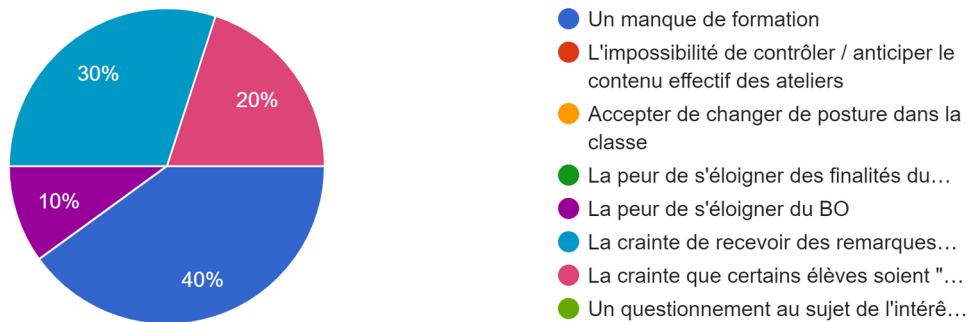 30%
20%
10%
40%
Un manque de formation
L'impossibilité de contrôler / anticiper le
contenu effectif des ateliers
Accepter de changer de posture dans la
classe
La peur de s'éloigner des finalités du…
La peur de s'éloigner du BO
La crainte de recevoir des remarques…
La crainte que certains élèves soient "…
Un questionnement au sujet de l'intérê…